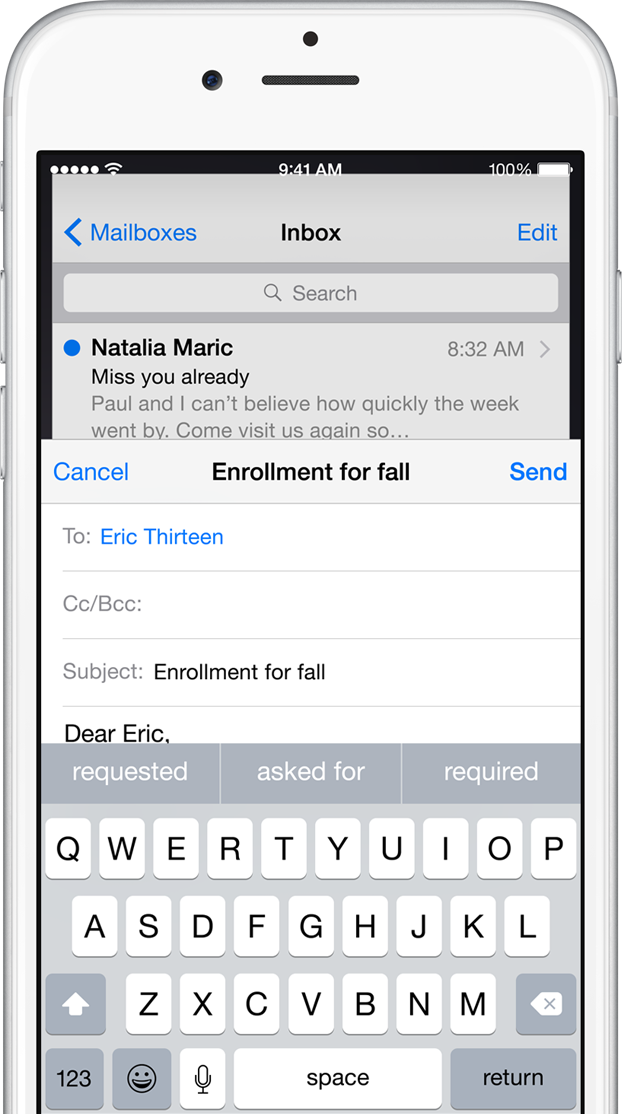 9:41 AM 100%
Mailboxes Inbox Edit
Search
Natalia Maric 8:32 AM
Miss you already
Paul and I can’t believe how quickly the week
went by. Come visit us again so…
Cancel Enrollment for fall Send
To: Eric Thirteen
Cc/Bcc:
Subject: Enrollment for fall
Dear Eric,
requested asked for required
Q W E R T Y U I O P
A S D F G H J K L
Z X C V B N M
123 space return